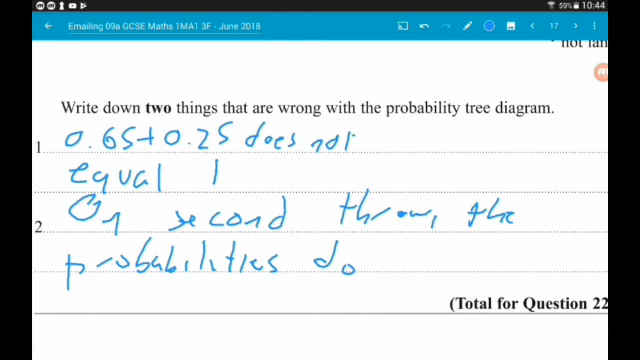 59% 10:44
Emailing 09a GCSE Maths 1MA1 3F - June 2018
17
not lan
Write down two things that are wrong with the probability tree diagram.
1 0.65+0.25 does not
equal 1
2 On second throw, the
probabilities do
(Total for Question 22